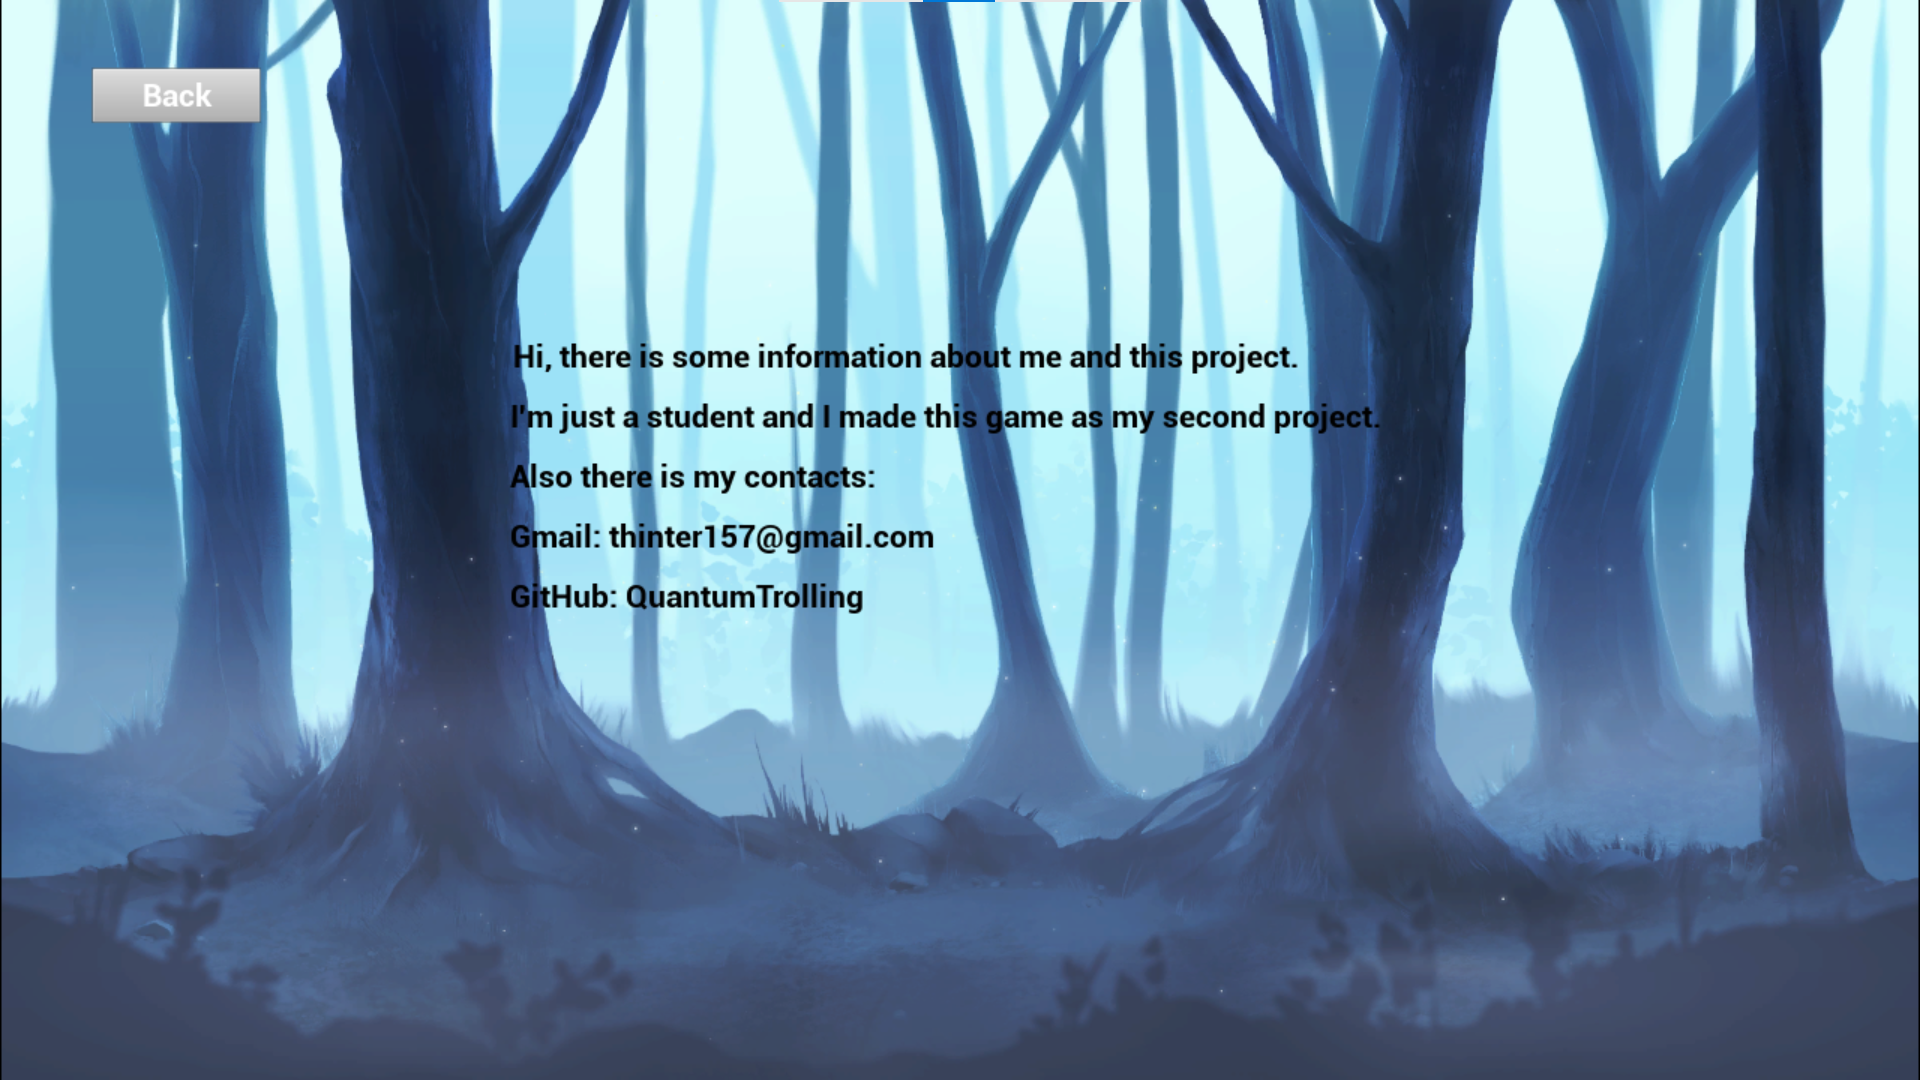 Back
Hi, there is some information about me and this project.
I'm just a student and I made this game as my second project.
Also there is my contacts:
Gmail: thinter157@gmail.com
GitHub: QuantumTrolling